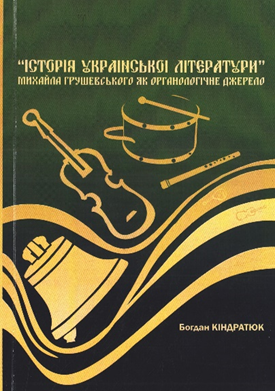 “ІСТОРІЯ УКРАЇНСЬКОЇ ЛІТЕРАТУРИ”
МИХАЙЛА ГРУШЕВСЬКОГО ЯК ОРГАНОЛОГІЧНЕ ДЖЕРЕЛО
Богдан КІНДРАТЮК